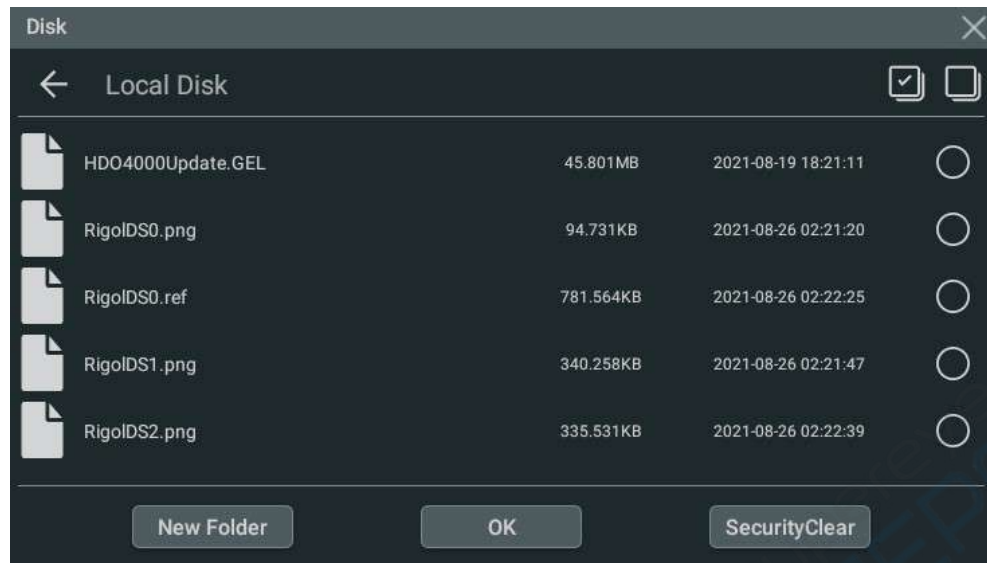 Disk
Local Disk
HDO4000Update.GEL 45.801MB 2021-08-19 18:21:11
RigolDS0.png 94.731KB 2021-08-26 02:21:20
RigolDS0.ref 781.564KB 2021-08-26 02:22:25
RigolDS1.png 340.258KB 2021-08-26 02:21:47
RigolDS2.png 335.531KB 2021-08-26 02:22:39
New Folder OK SecurityClear